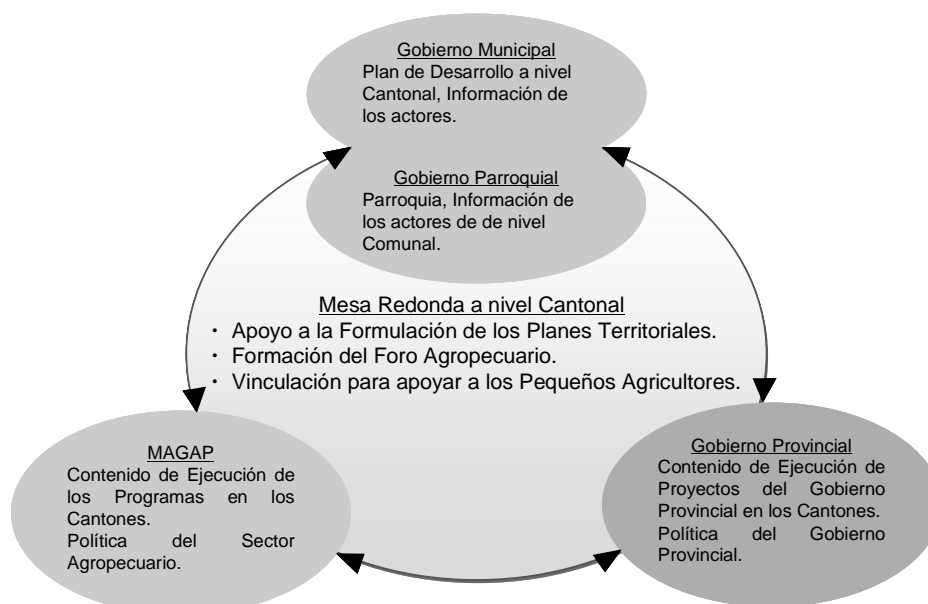 Gobierno Municipal
Plan de Desarrollo a nivel
Cantonal, Información de
los actores.
Gobierno Parroquial
Parroquia, Información de
los actores de de nivel
Comunal.
Mesa Redonda a nivel Cantonal
・ Apoyo a la Formulación de los Planes Territoriales.
・ Formación del Foro Agropecuario.
・ Vinculación para apoyar a los Pequeños Agricultores.
MAGAP
Contenido de Ejecución de
los Programas en los
Cantones.
Política del Sector
Agropecuario.
Gobierno Provincial
Contenido de Ejecución de
Proyectos del Gobierno
Provincial en los Cantones.
Política del Gobierno
Provincial.